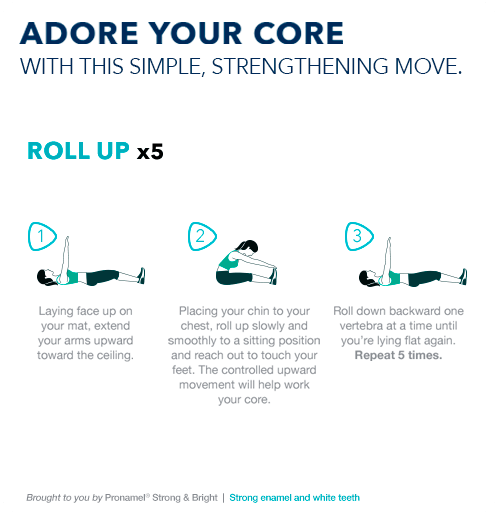 ADORE YOUR CORE
WITH THIS SIMPLE, STRENGTHENING MOVE.
ROLL UP x5
1
Laying face up on
your mat, extend
your arms upward
toward the ceiling.
2
Placing your chin to your
chest, roll up slowly and
smoothly to a sitting position
and reach out to touch your
feet. The controlled upward
movement will help work
your core.
3
Roll down backward one
vertebra at a time until
you're lying flat again.
Repeat 5 times.
Brought to you by Pronamel® Strong & Bright | Strong enamel and white teeth